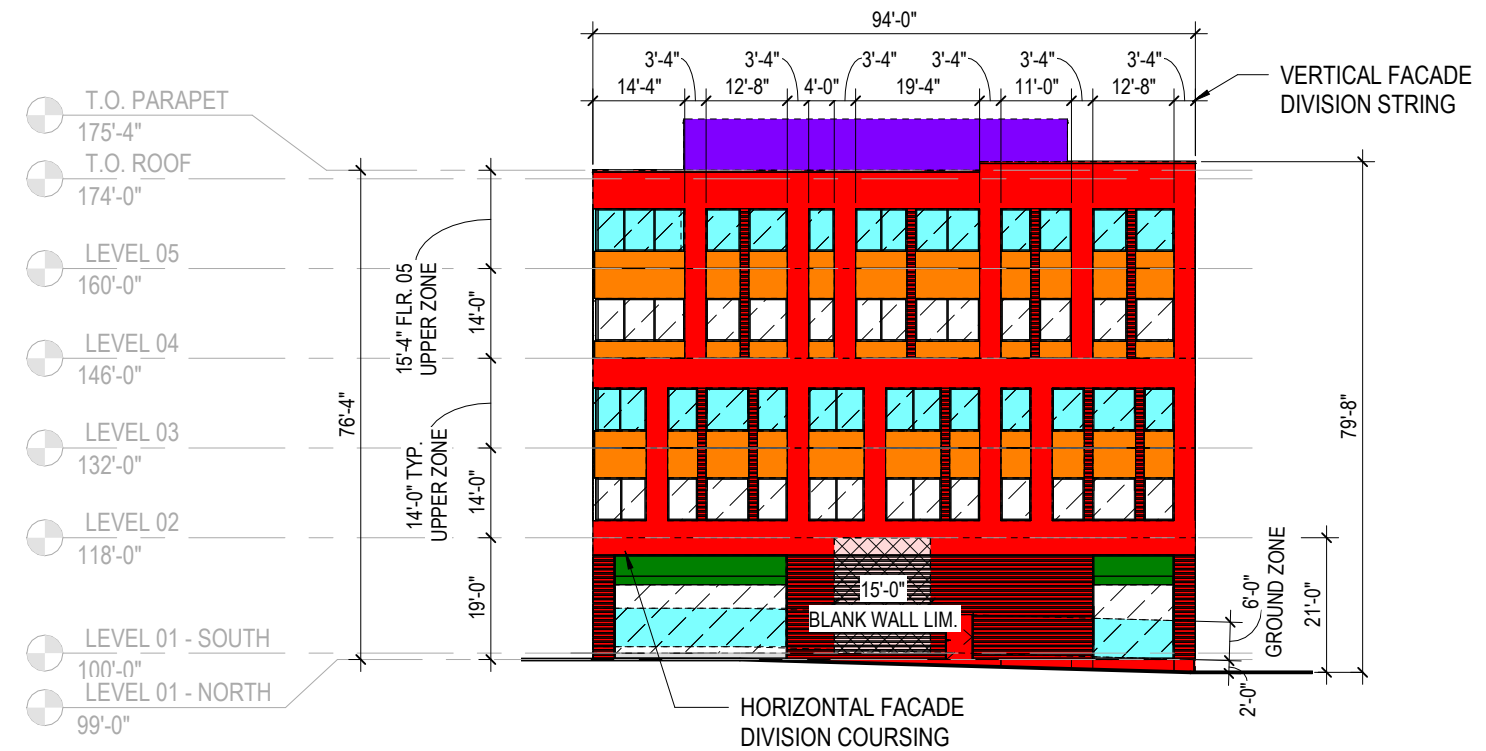 94'-0"
3'-4" 3'-4" 3'-4" 3'-4" 3'-4" 3'-4"
14'-4" 12'-8" 4'-0" 19'-4" 11'-0" 12'-8"
VERTICAL FACADE
DIVISION STRING
T.O. PARAPET
175'-4"
T.O. ROOF
174'-0"
LEVEL 05
160'-0"
LEVEL 04
146'-0"
LEVEL 03
132'-0"
LEVEL 02
118'-0"
LEVEL 01 - SOUTH
100'-0"
LEVEL 01 - NORTH
99'-0"
76'-4"
15'-4" FLR. 05
UPPER ZONE
14'-0" TYP.
UPPER ZONE
14'-0"
14'-0"
19'-0"
15'-0"
BLANK WALL LIM.
6'-0"
GROUND ZONE
2'-0"
21'-0"
79'-8"
HORIZONTAL FACADE
DIVISION COURSING